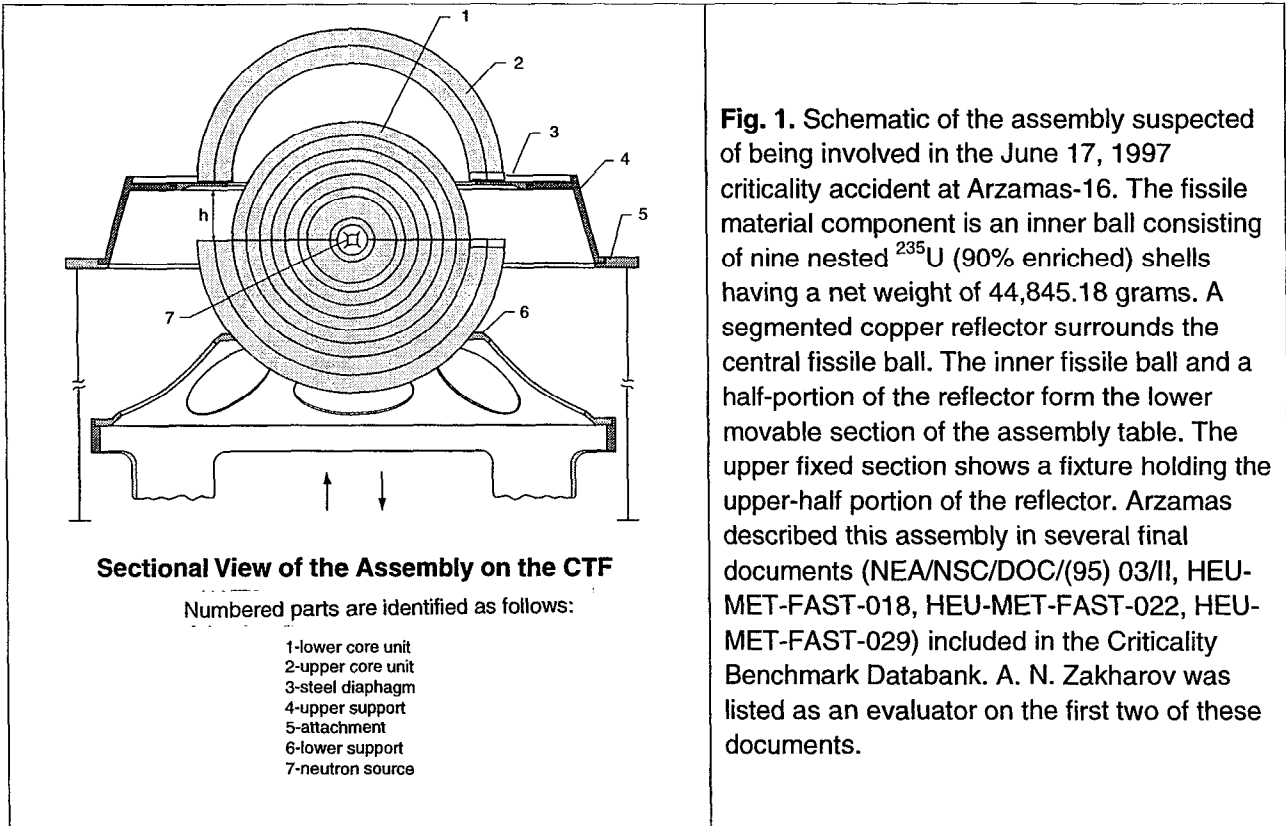 1
2
3
4
5
h
7
6
Sectional View of the Assembly on the CTF
Numbered parts are identified as follows:
1-lower core unit
2-upper core unit
3-steel diaphagm
4-upper support
5-attachment
6-lower support
7-neutron source
Fig. 1. Schematic of the assembly suspected
of being involved in the June 17, 1997
criticality accident at Arzamas-16. The fissile
material component is an inner ball consisting
of nine nested ²³⁵U (90% enriched) shells
having a net weight of 44,845.18 grams. A
segmented copper reflector surrounds the
central fissile ball. The inner fissile ball and a
half-portion of the reflector form the lower
movable section of the assembly table. The
upper fixed section shows a fixture holding the
upper-half portion of the reflector. Arzamas
described this assembly in several final
documents (NEA/NSC/DOC/(95) 03/II, HEU-
MET-FAST-018, HEU-MET-FAST-022, HEU-
MET-FAST-029) included in the Criticality
Benchmark Databank. A. N. Zakharov was
listed as an evaluator on the first two of these
documents.